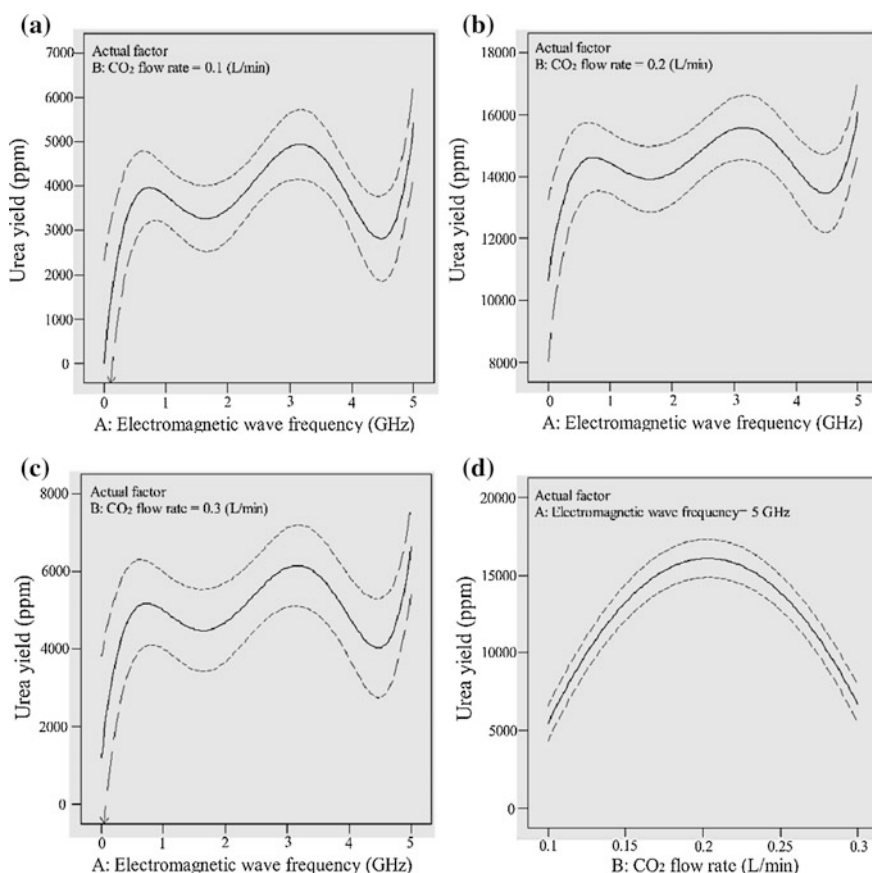 (a)
7000
6000
5000
4000
3000
2000
1000
0
Urea yield (ppm)
Actual factor
B: CO₂ flow rate = 0.1 (L/min)
0 1 2 3 4 5
A: Electromagnetic wave frequency (GHz)
(b)
18000
16000
14000
12000
10000
8000
Urea yield (ppm)
Actual factor
B: CO₂ flow rate = 0.2 (L/min)
0 1 2 3 4 5
A: Electromagnetic wave frequency (GHz)
(c)
8000
6000
4000
2000
0
Urea yield (ppm)
Actual factor
B: CO₂ flow rate = 0.3 (L/min)
0 1 2 3 4 5
A: Electromagnetic wave frequency (GHz)
(d)
20000
15000
10000
5000
0
Urea yield (ppm)
Actual factor
A: Electromagnetic wave frequency= 5 GHz
0.1 0.15 0.2 0.25 0.3
B: CO₂ flow rate (L/min)